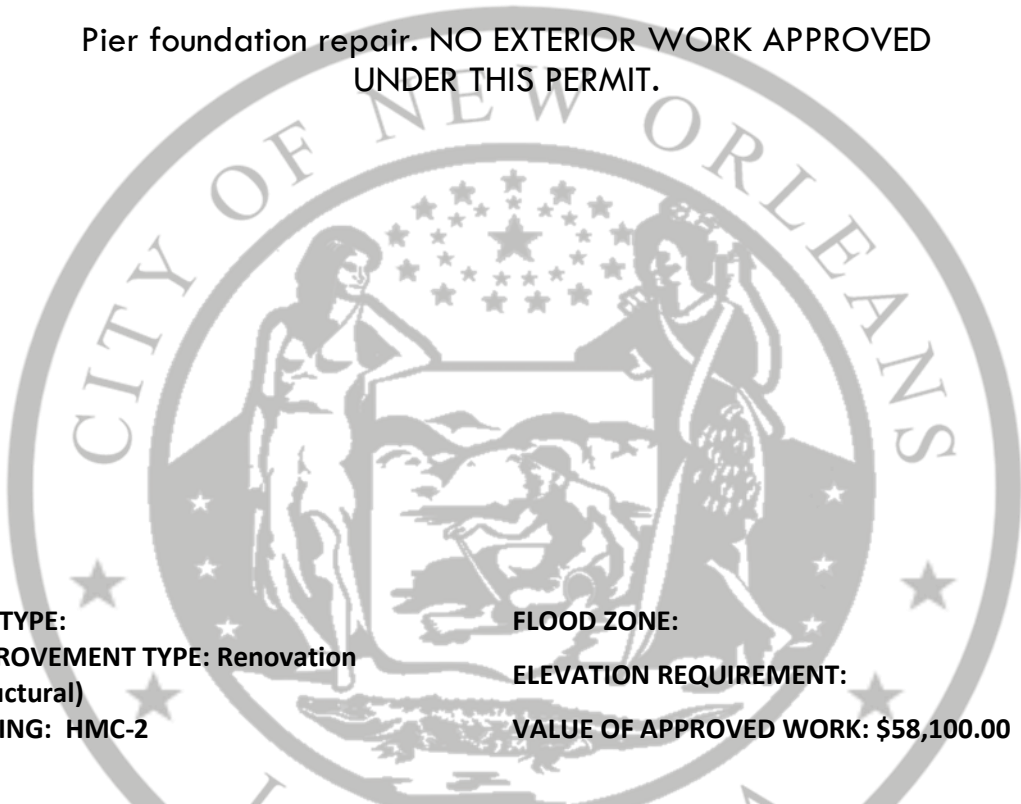 Pier foundation repair. NO EXTERIOR WORK APPROVED
UNDER THIS PERMIT.
CITY OF NEW ORLEANS
TYPE:
ROVEMENT TYPE: Renovation
uctural)
ING: HMC-2
FLOOD ZONE:
ELEVATION REQUIREMENT:
VALUE OF APPROVED WORK: $58,100.00